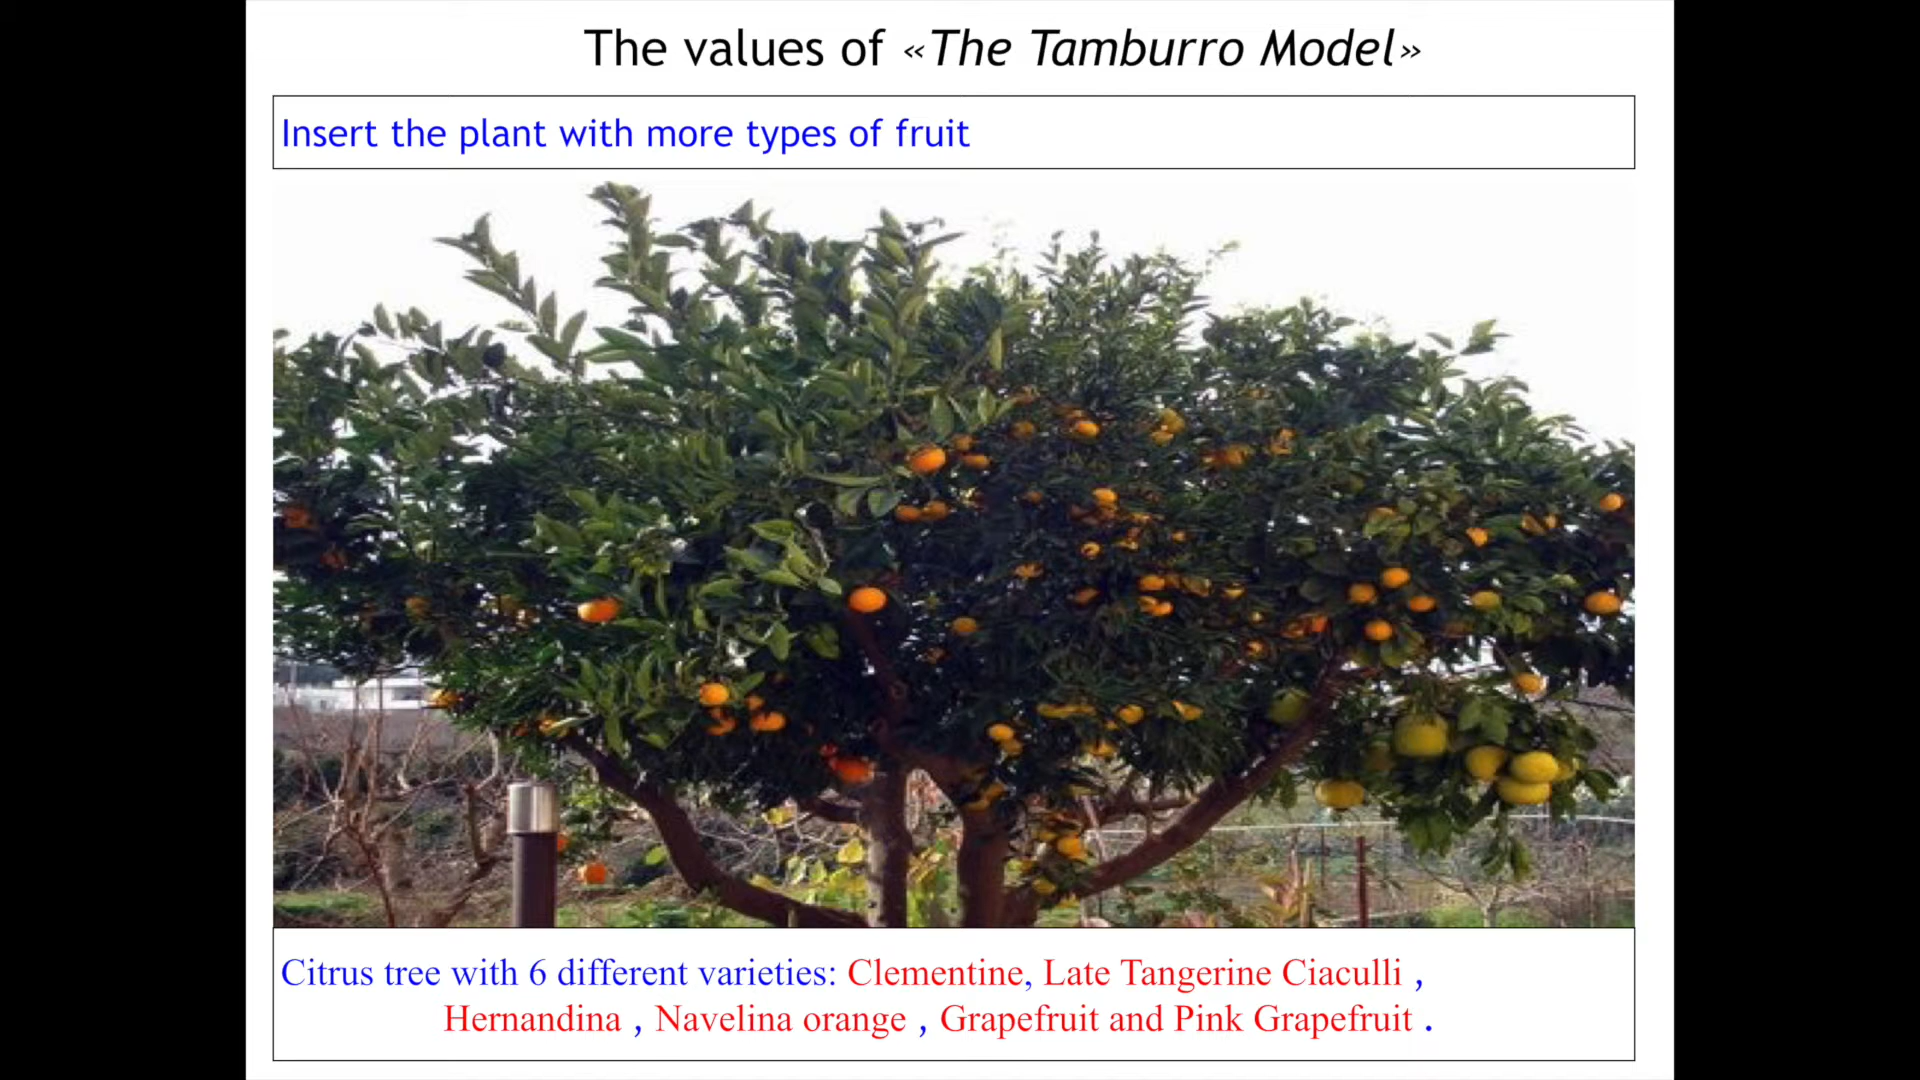 The values of «The Tamburro Model»
Insert the plant with more types of fruit
Citrus tree with 6 different varieties: Clementine, Late Tangerine Ciaculli ,
Hernandina , Navelina orange , Grapefruit and Pink Grapefruit .